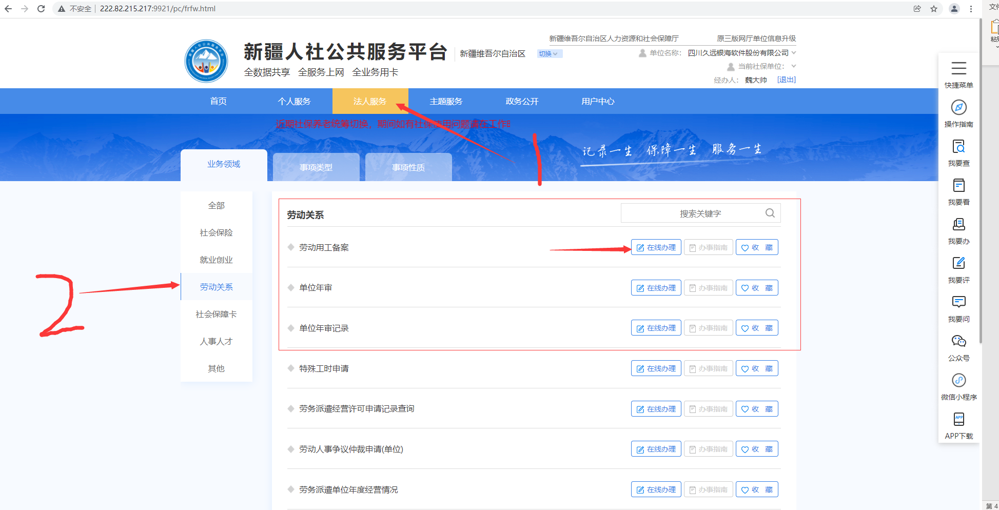 不安全 222.82.215.217:9921/pc/frfw.html
文件
粘贴
新疆人社公共服务平台
新疆维吾尔自治区 切换
全数据共享 全服务上网 全业务用卡
新疆维吾尔自治区人力资源和社会保障厅 原三版网厅单位信息升级
单位名称: 四川久远银海软件股份有限公司
当前社保单位:
经办人: 魏大帅 [退出]
首页 个人服务 法人服务 主题服务 政务公开 用户中心
近期社保养老统筹切换，期间如有社保使用问题请在工作时
记录一生 保障一生 服务一生
1
业务领域 事项类型 事项性质
全部
社会保险
就业创业
劳动关系
社会保障卡
人事人才
其他
2
劳动关系 搜索关键字
劳动用工备案 在线办理 办事指南 收 藏
单位年审 在线办理 办事指南 收 藏
单位年审记录 在线办理 办事指南 收 藏
特殊工时申请 在线办理 办事指南 收 藏
劳务派遣经营许可申请记录查询 在线办理 办事指南 收 藏
劳动人事争议仲裁申请(单位) 在线办理 办事指南 收 藏
劳务派遣单位年度经营情况 在线办理 办事指南 收 藏
快捷菜单
操作指南
我要查
我要看
我要办
我要评
我要问
公众号
微信小程序
APP
APP下载
第 4